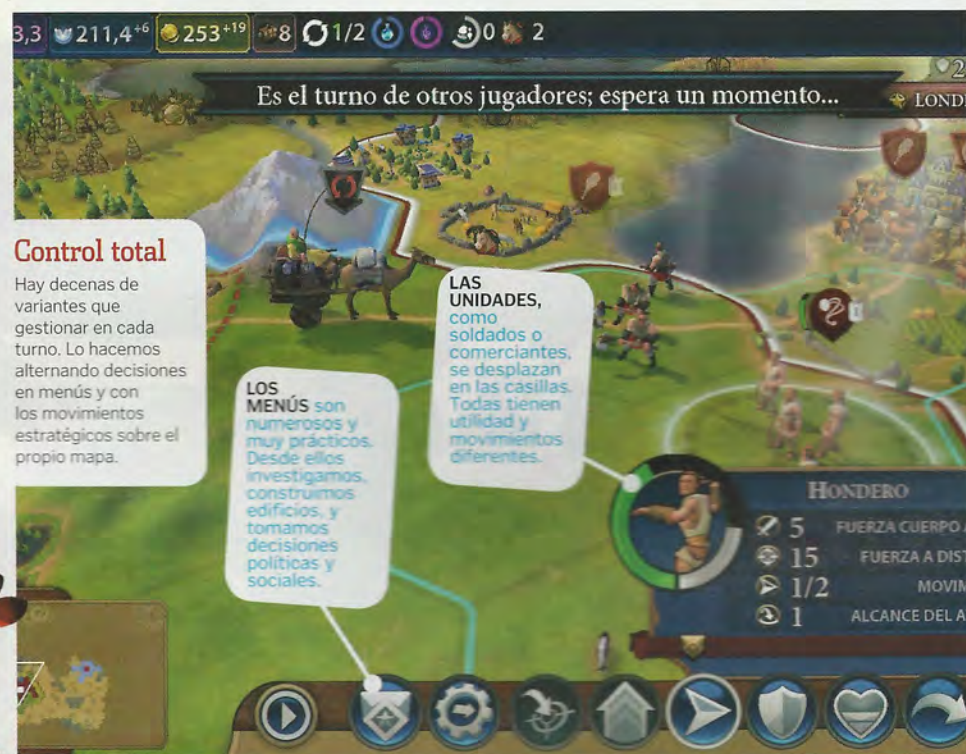 3,3 211,4+6 253+19 8 1/2 0 2
Es el turno de otros jugadores; espera un momento...
2
LOND
Control total
Hay decenas de
variantes que
gestionar en cada
turno. Lo hacemos
alternando decisiones
en menús y con
los movimientos
estratégicos sobre el
propio mapa.
LOS
MENÚS son
numerosos y
muy prácticos.
Desde ellos
investigamos,
construimos
edificios, y
tomamos
decisiones
políticas y
sociales.
LAS
UNIDADES,
como
soldados o
comerciantes,
se desplazan
en las casillas.
Todas tienen
utilidad y
movimientos
diferentes.
HONDERO
5 FUERZA CUERPO A
15 FUERZA A DIST
1/2 MOVIM
1 ALCANCE DEL A